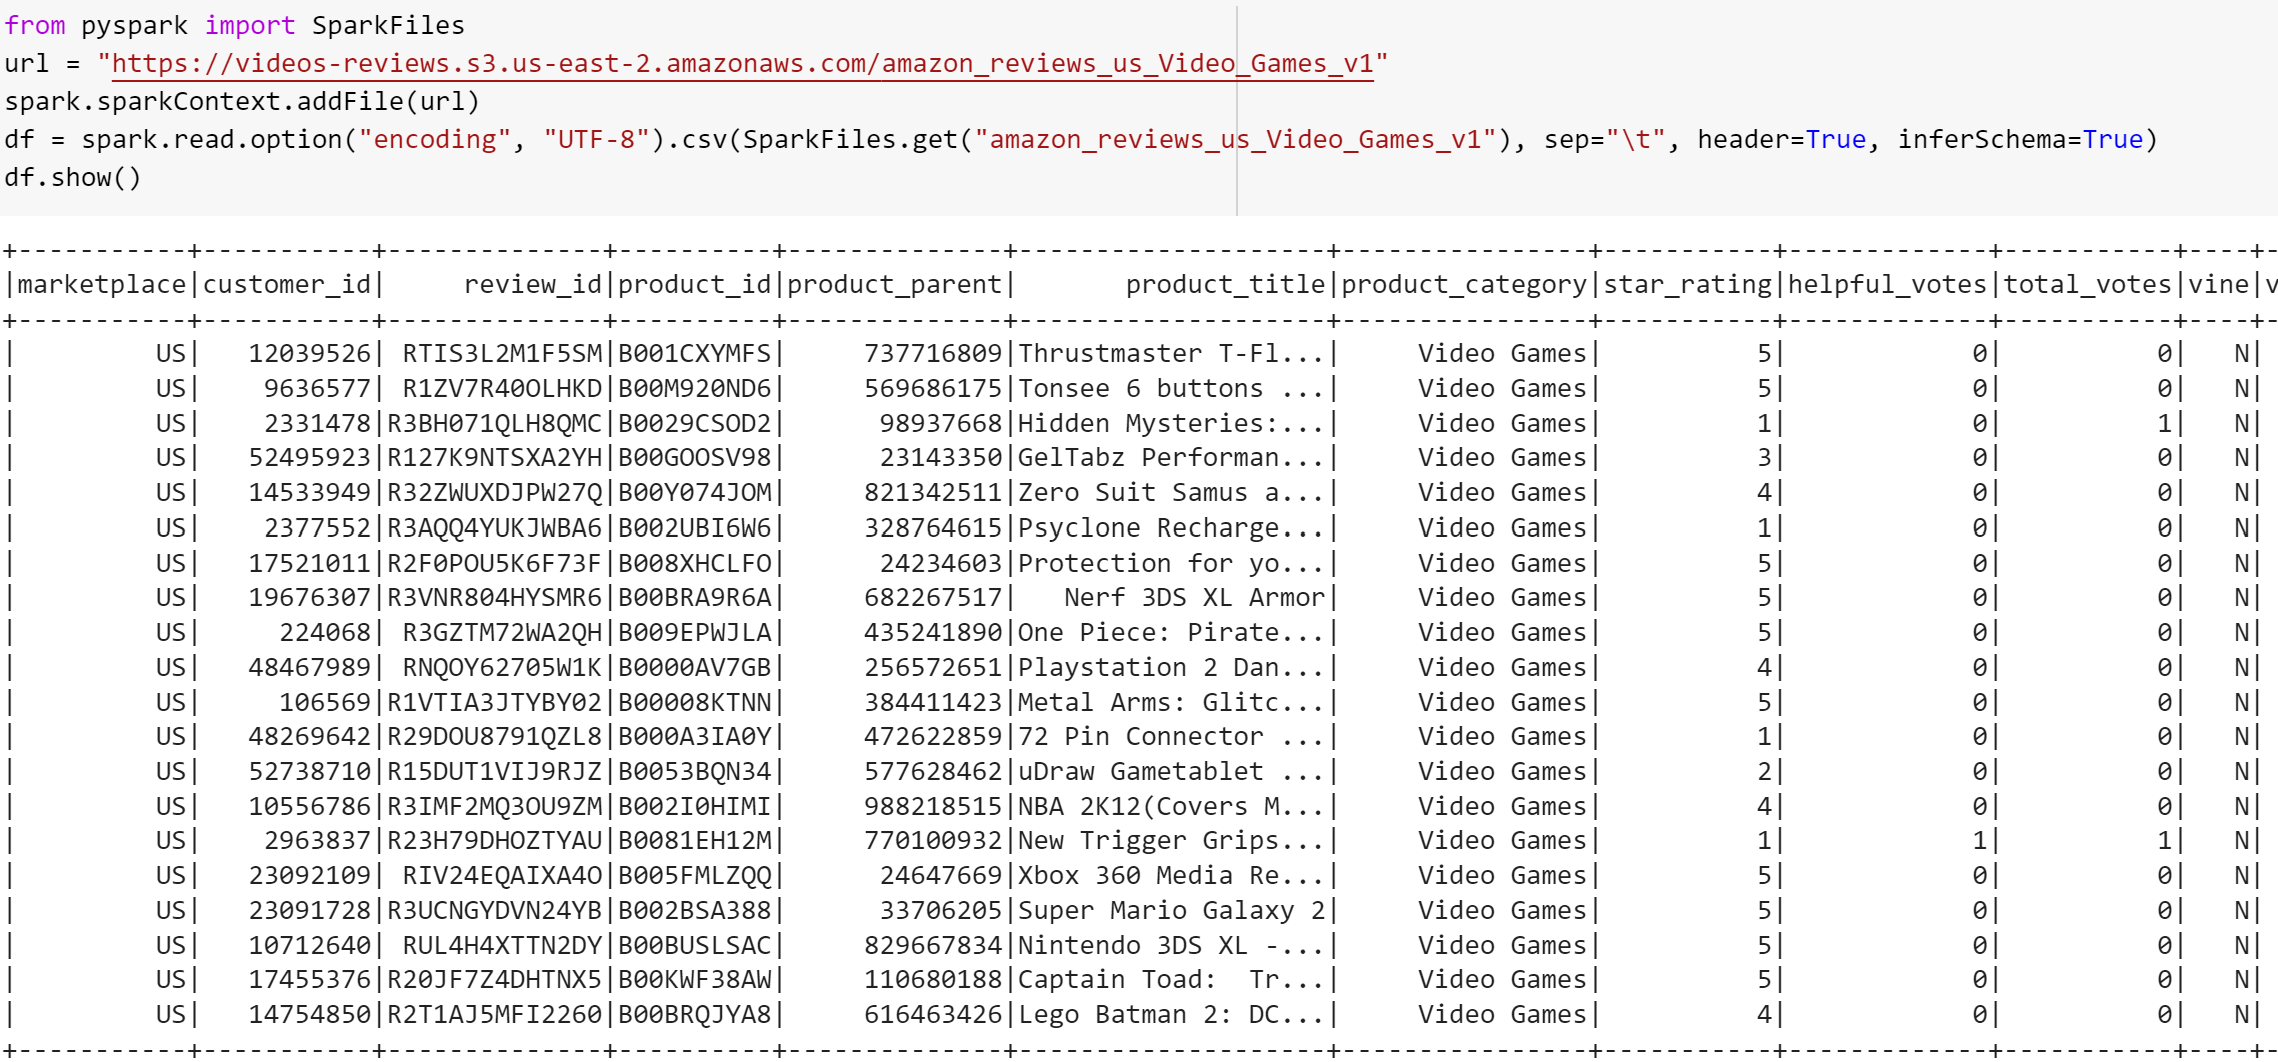 from pyspark import SparkFiles
url = "https://videos-reviews.s3.us-east-2.amazonaws.com/amazon_reviews_us_Video_Games_v1"
spark.sparkContext.addFile(url)
df = spark.read.option("encoding", "UTF-8").csv(SparkFiles.get("amazon_reviews_us_Video_Games_v1"), sep="\t", header=True, inferSchema=True)
df.show()
+-----------+-----------+--------------+----------+--------------+--------------------+----------------+-----------+-------------+-----------+----+-
|marketplace|customer_id|     review_id|product_id|product_parent|       product_title|product_category|star_rating|helpful_votes|total_votes|vine|v
+-----------+-----------+--------------+----------+--------------+--------------------+----------------+-----------+-------------+-----------+----+-
|         US|   12039526| RTIS3L2M1F5SM|B001CXYMFS|     737716809|Thrustmaster T-Fl...|     Video Games|          5|            0|          0|   N|
|         US|    9636577| R1ZV7R40OLHKD|B00M920ND6|     569686175|Tonsee 6 buttons ...|     Video Games|          5|            0|          0|   N|
|         US|    2331478|R3BH071QLH8QMC|B0029CSOD2|      98937668|Hidden Mysteries:...|     Video Games|          1|            0|          1|   N|
|         US|   52495923|R127K9NTSXA2YH|B00GOOSV98|      23143350|GelTabz Performan...|     Video Games|          3|            0|          0|   N|
|         US|   14533949|R32ZWUXDJPW27Q|B00Y074JOM|     821342511|Zero Suit Samus a...|     Video Games|          4|            0|          0|   N|
|         US|    2377552|R3AQQ4YUKJWBA6|B002UBI6W6|     328764615|Psyclone Recharge...|     Video Games|          1|            0|          0|   N|
|         US|   17521011|R2F0POU5K6F73F|B008XHCLFO|      24234603|Protection for yo...|     Video Games|          5|            0|          0|   N|
|         US|   19676307|R3VNR804HYSMR6|B00BRA9R6A|     682267517|   Nerf 3DS XL Armor|     Video Games|          5|            0|          0|   N|
|         US|     224068| R3GZTM72WA2QH|B009EPWJLA|     435241890|One Piece: Pirate...|     Video Games|          5|            0|          0|   N|
|         US|   48467989| RNQOY62705W1K|B0000AV7GB|     256572651|Playstation 2 Dan...|     Video Games|          4|            0|          0|   N|
|         US|     106569|R1VTIA3JTYBY02|B00008KTNN|     384411423|Metal Arms: Glitc...|     Video Games|          5|            0|          0|   N|
|         US|   48269642|R29DOU8791QZL8|B000A3IA0Y|     472622859|72 Pin Connector ...|     Video Games|          1|            0|          0|   N|
|         US|   52738710|R15DUT1VIJ9RJZ|B0053BQN34|     577628462|uDraw Gametablet ...|     Video Games|          2|            0|          0|   N|
|         US|   10556786|R3IMF2MQ3OU9ZM|B002I0HIMI|     988218515|NBA 2K12(Covers M...|     Video Games|          4|            0|          0|   N|
|         US|    2963837|R23H79DHOZTYAU|B0081EH12M|     770100932|New Trigger Grips...|     Video Games|          1|            1|          1|   N|
|         US|   23092109| RIV24EQAIXA4O|B005FMLZQQ|      24647669|Xbox 360 Media Re...|     Video Games|          5|            0|          0|   N|
|         US|   23091728|R3UCNGYDVN24YB|B002BSA388|      33706205|Super Mario Galaxy 2|     Video Games|          5|            0|          0|   N|
|         US|   10712640| RUL4H4XTTN2DY|B00BUSLSAC|     829667834|Nintendo 3DS XL -...|     Video Games|          5|            0|          0|   N|
|         US|   17455376|R20JF7Z4DHTNX5|B00KWF38AW|     110680188|Captain Toad:  Tr...|     Video Games|          5|            0|          0|   N|
|         US|   14754850|R2T1AJ5MFI2260|B00BRQJYA8|     616463426|Lego Batman 2: DC...|     Video Games|          4|            0|          0|   N|
+-----------+-----------+--------------+----------+--------------+--------------------+----------------+-----------+-------------+-----------+----+-